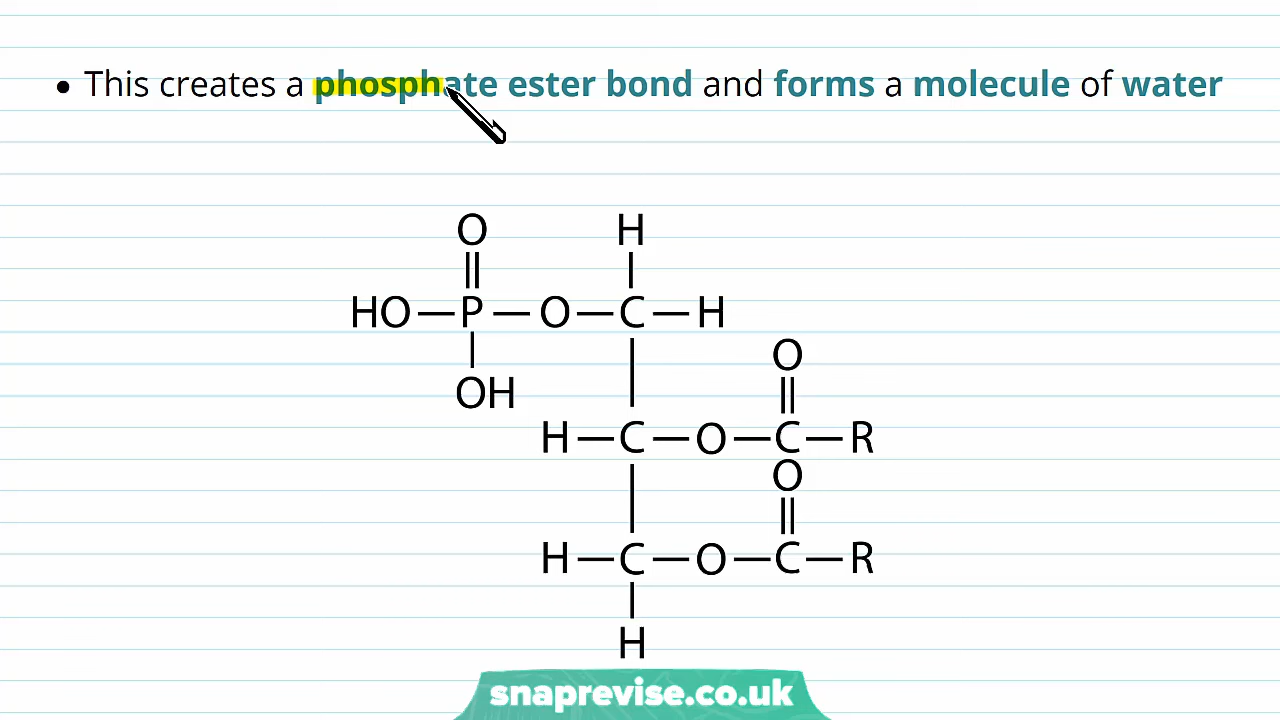 • This creates a phosphate ester bond and forms a molecule of water
O H
HO—P—O—C—H
O
OH
H—C—O—C—R
O
H—C—O—C—R
H
snaprevise.co.uk